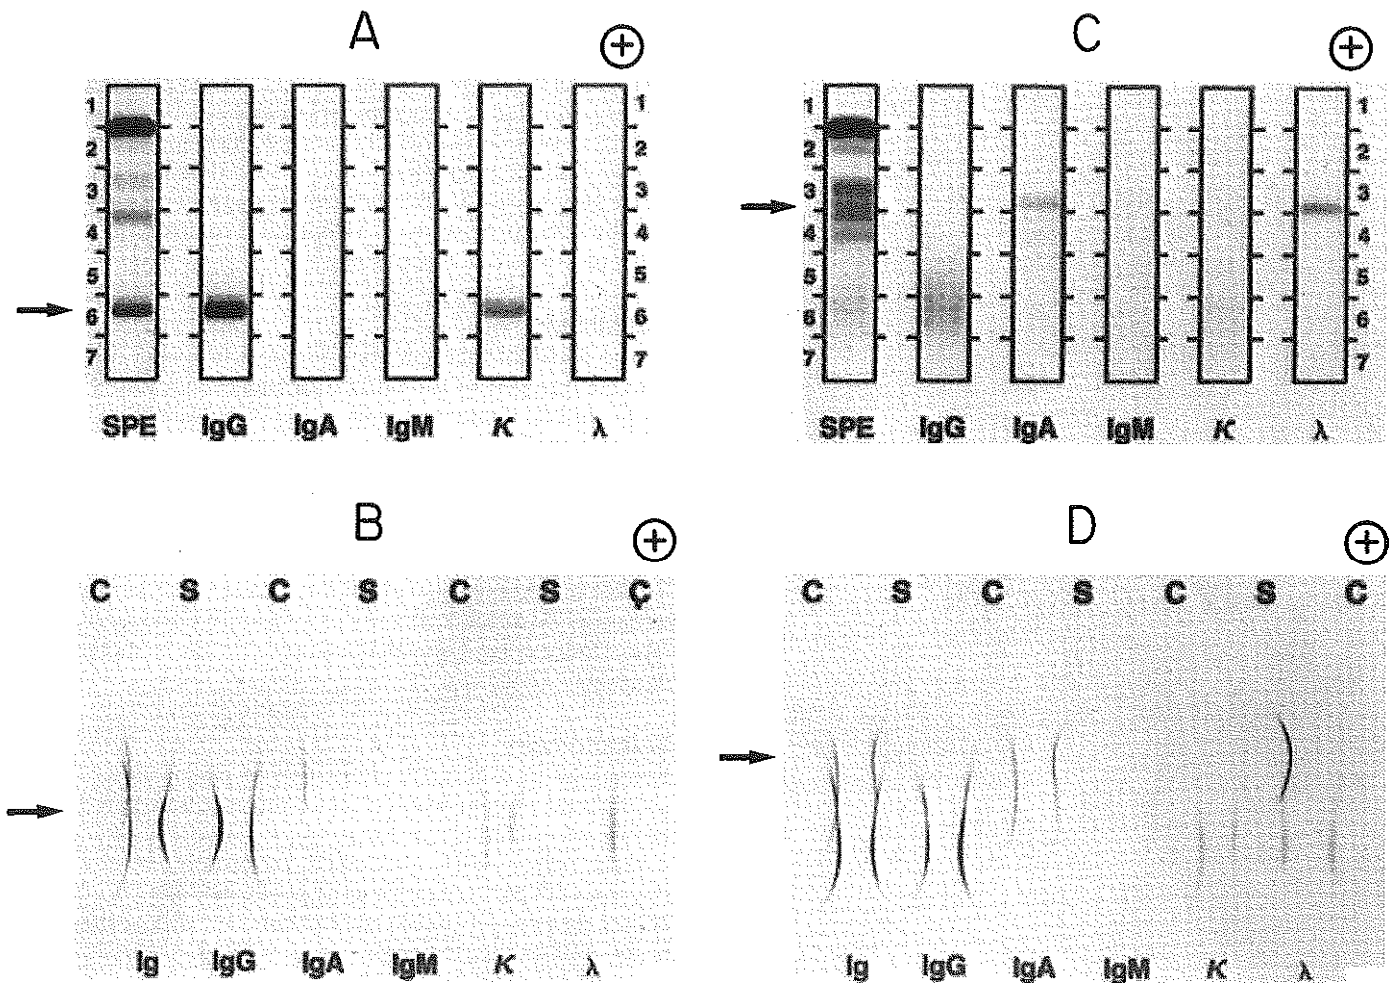 A
C
+
+
1 1 1 1
2 2 2 2
3 3 3 3
4 4 4 4
5 5 5 5
6 6 6 6
7 7 7 7
SPE IgG IgA IgM K λ
SPE IgG IgA IgM K λ
B
D
+
+
C S C S C S C
C S C S C S C
Ig IgG IgA IgM K λ
Ig IgG IgA IgM K λ